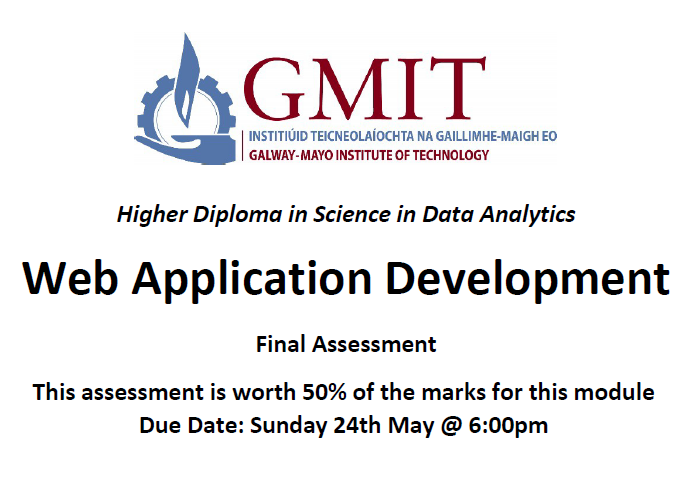 GMIT
INSTITIÚID TEICNEOLAÍOCHTA NA GAILLIMHE-MAIGH EO
GALWAY-MAYO INSTITUTE OF TECHNOLOGY
Higher Diploma in Science in Data Analytics
Web Application Development
Final Assessment
This assessment is worth 50% of the marks for this module
Due Date: Sunday 24th May @ 6:00pm